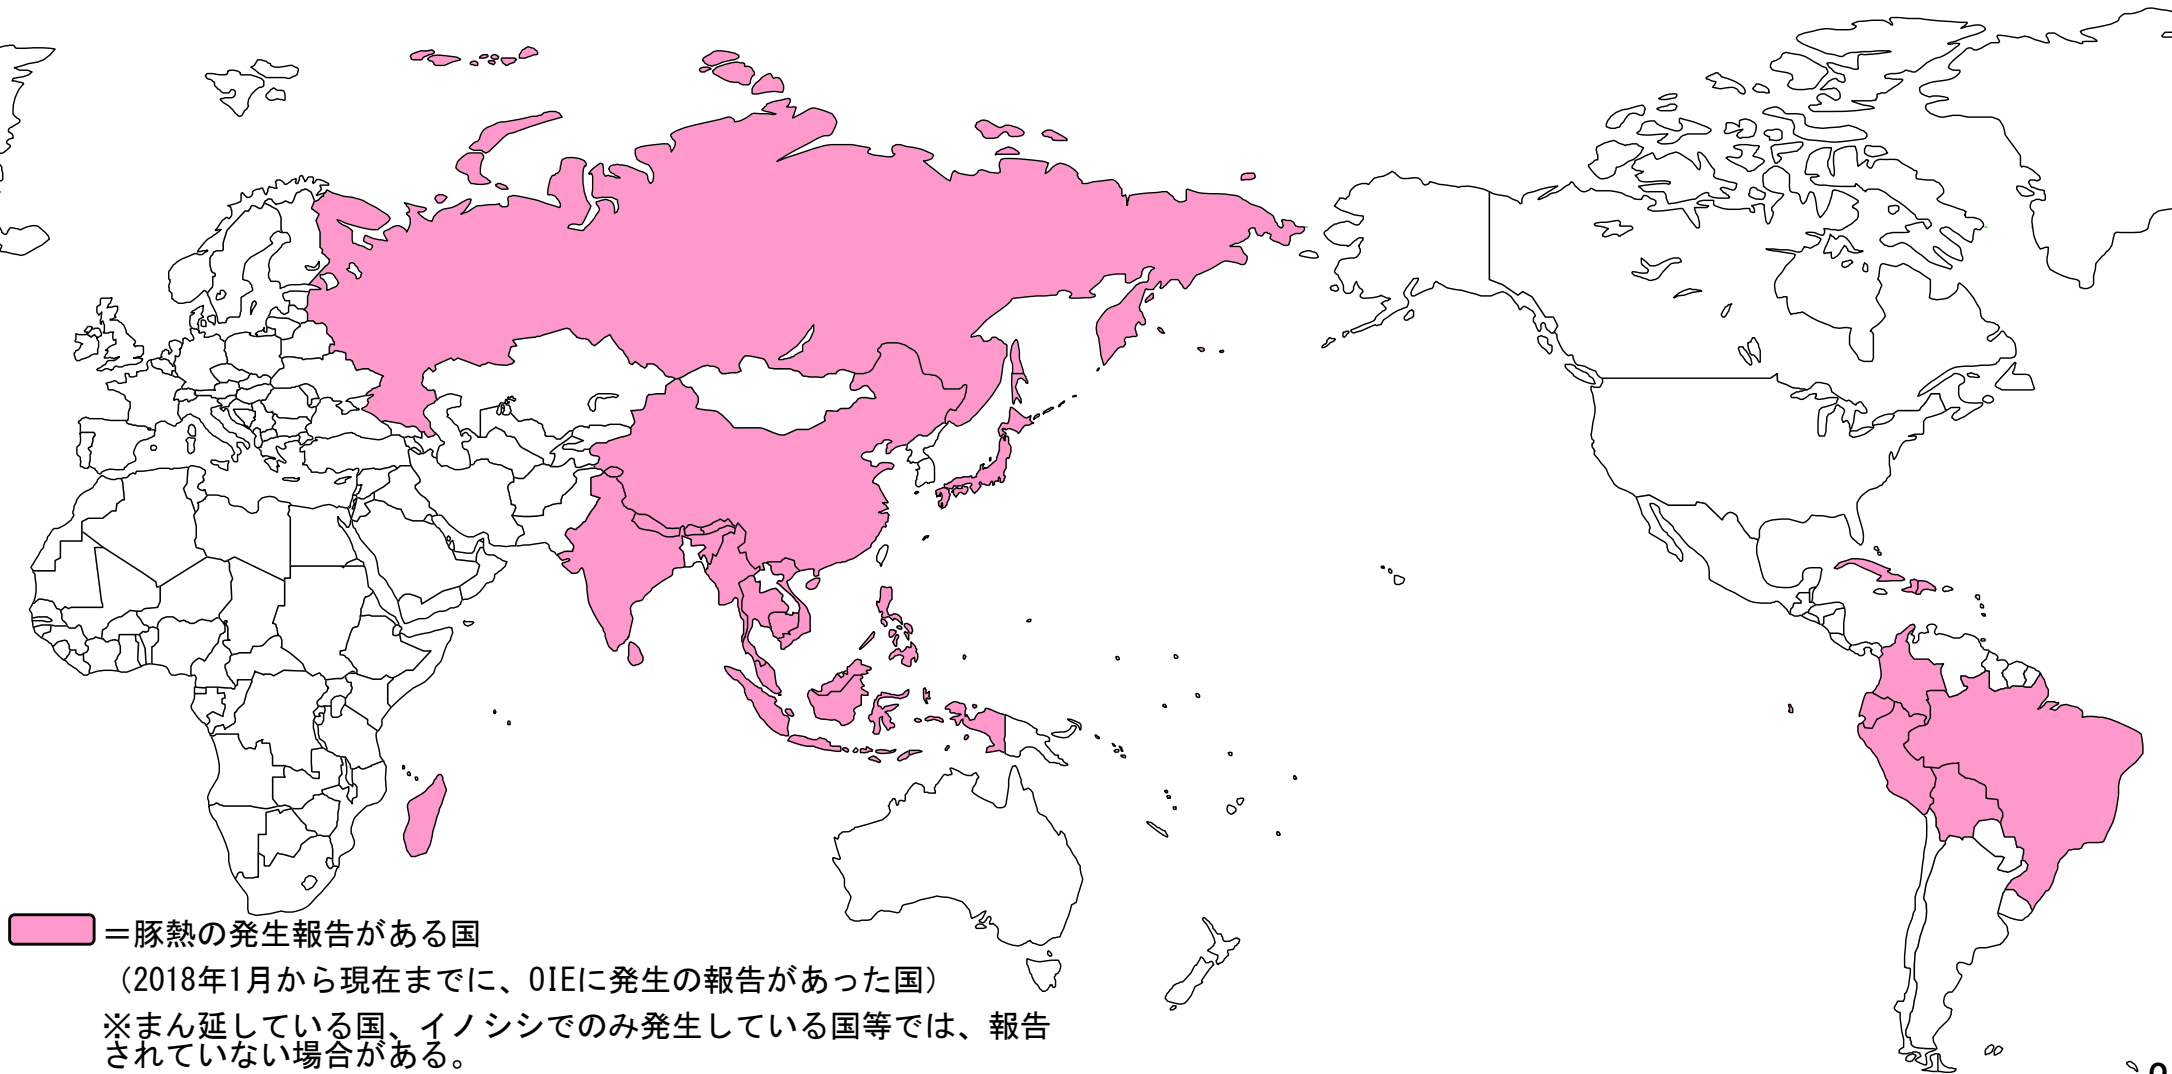 ＝豚熱の発生報告がある国
（2018年1月から現在までに、OIEに発生の報告があった国）
※まん延している国、イノシシでのみ発生している国等では、報告
されていない場合がある。